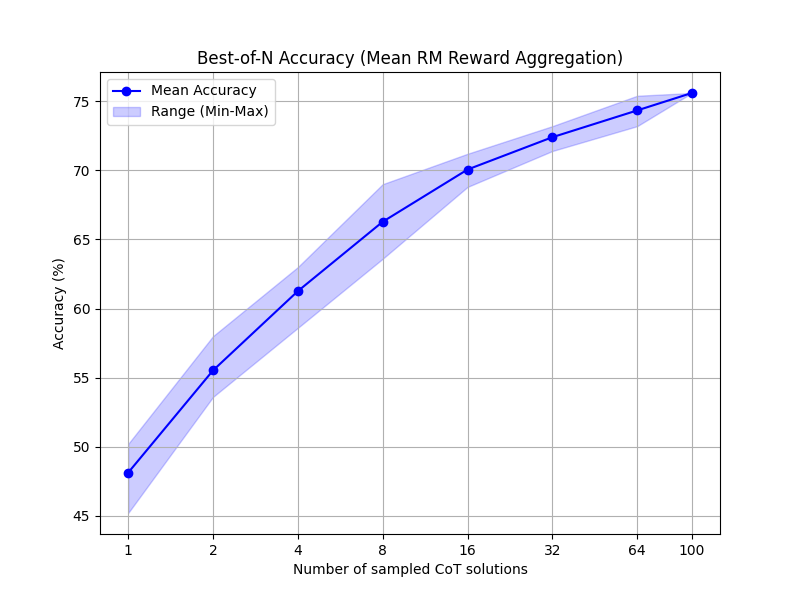 Best-of-N Accuracy (Mean RM Reward Aggregation)
Mean Accuracy
Range (Min-Max)
Accuracy (%)
75
70
65
60
55
50
45
1 2 4 8 16 32 64 100
Number of sampled CoT solutions